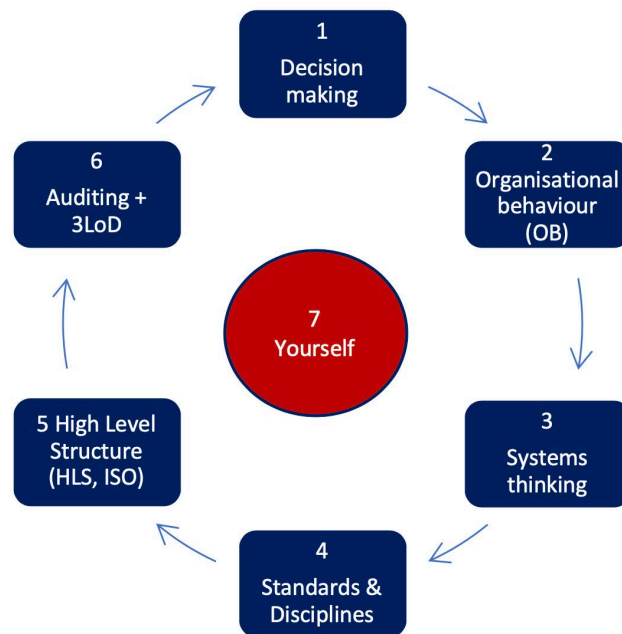 1
Decision
making
2
Organisational
behaviour
(OB)
3
Systems
thinking
4
Standards &
Disciplines
5 High Level
Structure
(HLS, ISO)
6
Auditing +
3LoD
7
Yourself